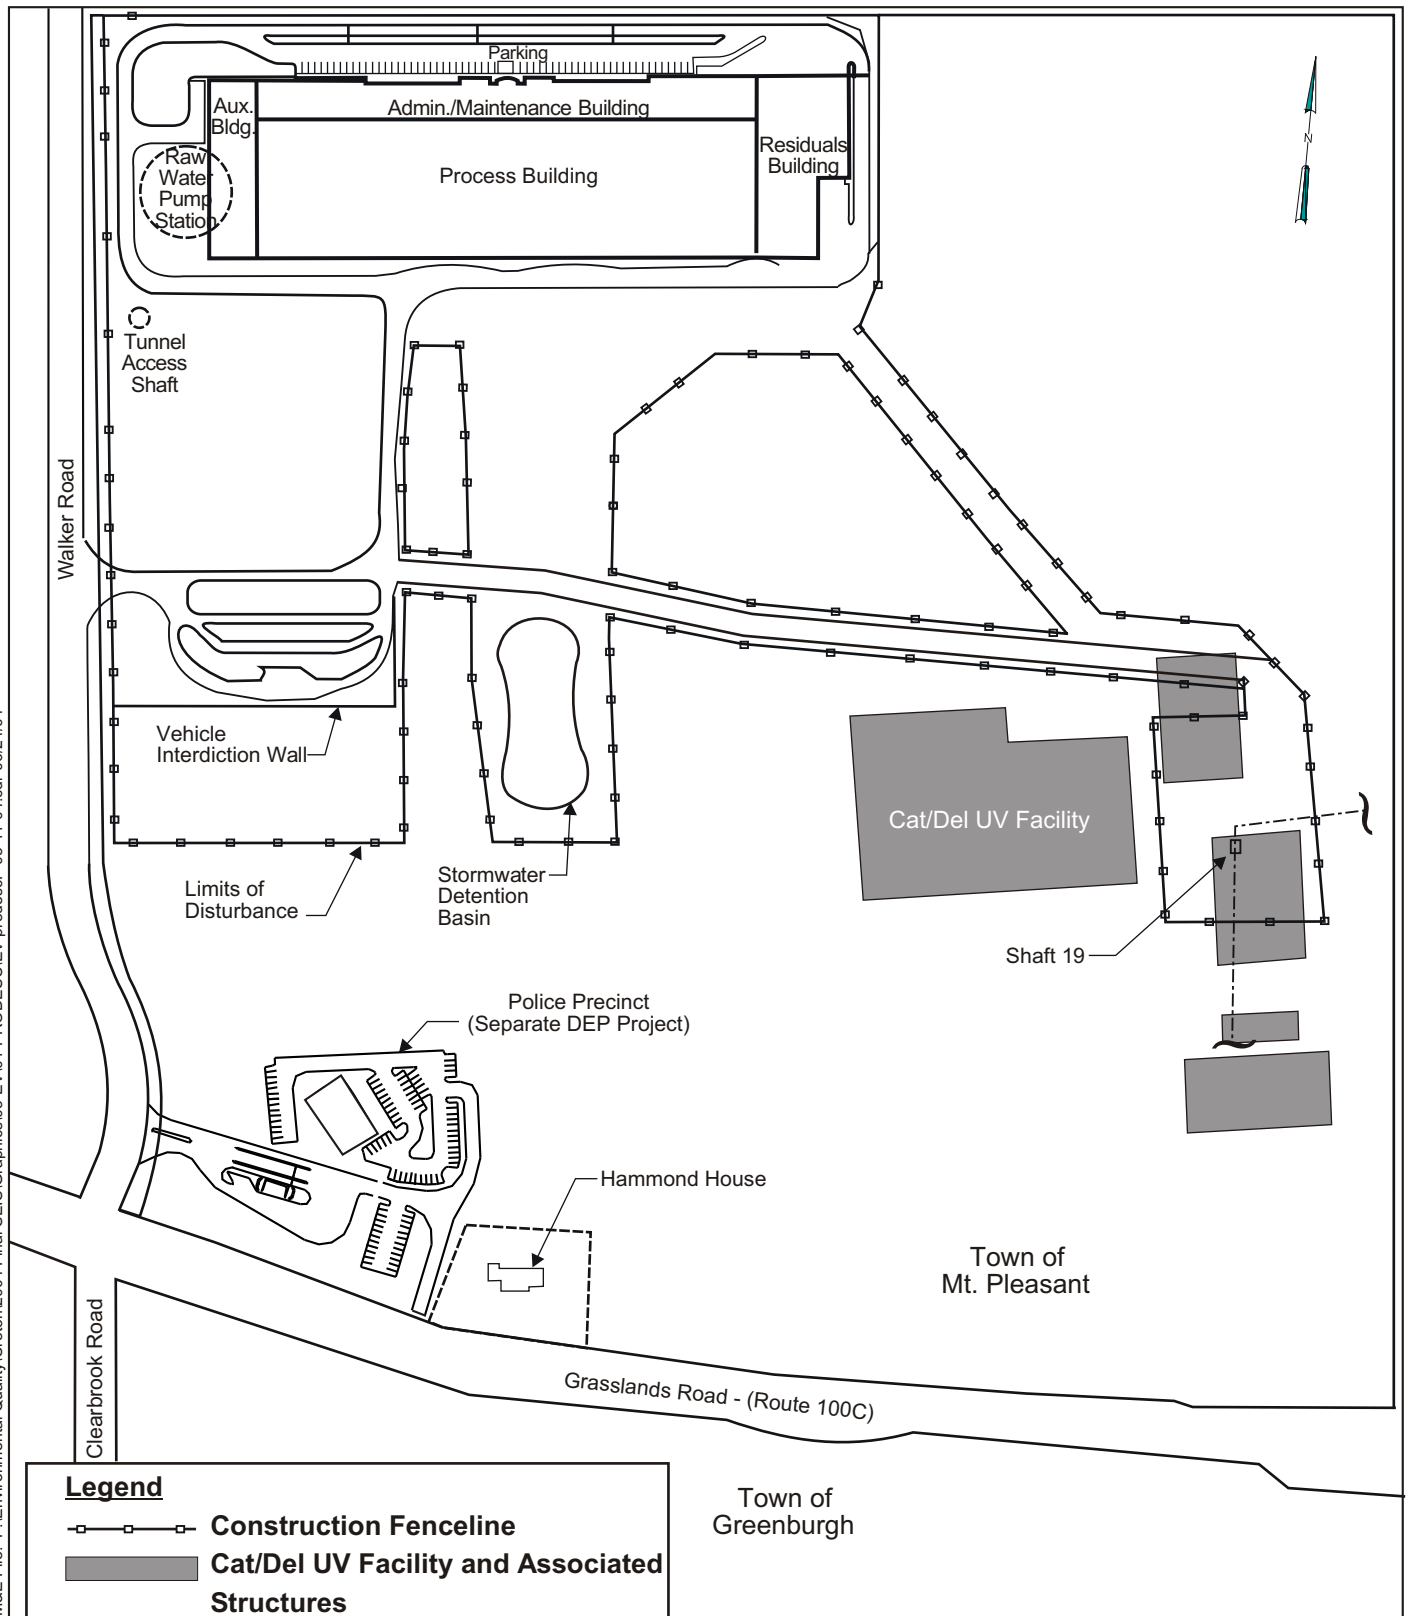 Parking
Aux.
Bldg.
Admin./Maintenance Building
Residuals
Building
Raw
Water
Pump
Station
Process Building
N
Tunnel
Access
Shaft
Walker Road
Vehicle
Interdiction Wall
Cat/Del UV Facility
Limits of
Disturbance
Stormwater
Detention
Basin
Shaft 19
Police Precinct
(Separate DEP Project)
Hammond House
Town of
Mt. Pleasant
Clearbrook Road
Grasslands Road - (Route 100C)
Town of
Greenburgh
Legend
Construction Fenceline
Cat/Del UV Facility and Associated
Structures